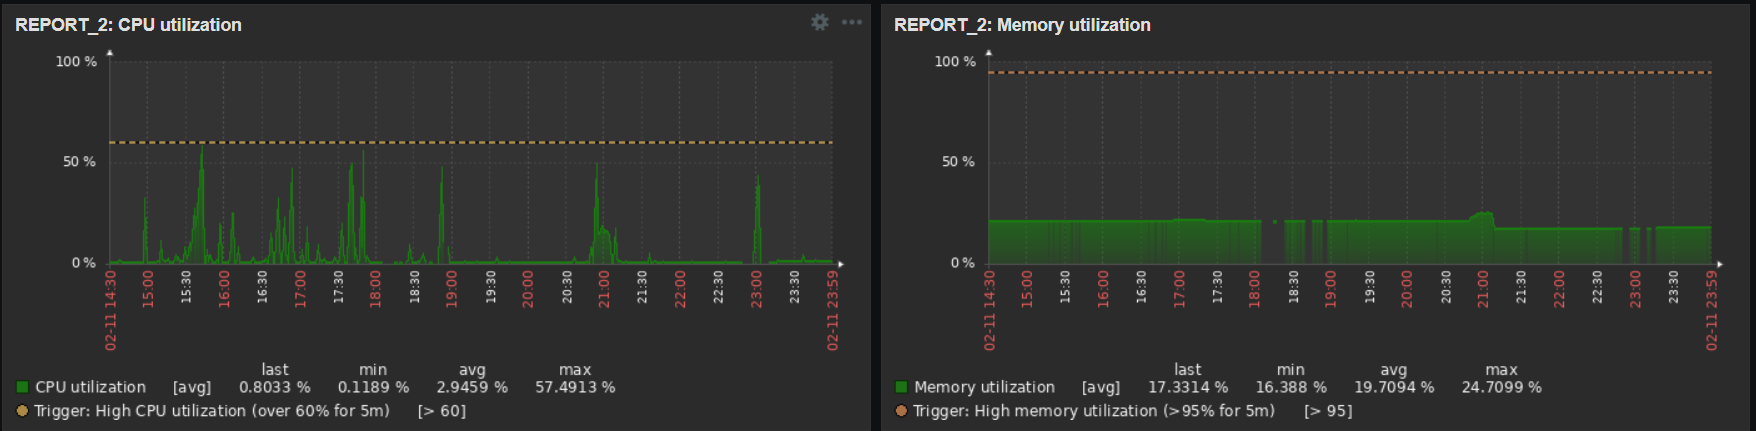 REPORT_2: CPU utilization
100 %
50 %
0 %
02-11 14:30 15:00 15:30 16:00 16:30 17:00 17:30 18:00 18:30 19:00 19:30 20:00 20:30 21:00 21:30 22:00 22:30 23:00 23:30 02-11 23:59
last min avg max
CPU utilization [avg] 0.8033 % 0.1189 % 2.9459 % 57.4913 %
Trigger: High CPU utilization (over 60% for 5m) [> 60]
REPORT_2: Memory utilization
100 %
50 %
0 %
02-11 14:30 15:00 15:30 16:00 16:30 17:00 17:30 18:00 18:30 19:00 19:30 20:00 20:30 21:00 21:30 22:00 22:30 23:00 23:30 02-11 23:59
last min avg max
Memory utilization [avg] 17.3314 % 16.388 % 19.7094 % 24.7099 %
Trigger: High memory utilization (>95% for 5m) [> 95]